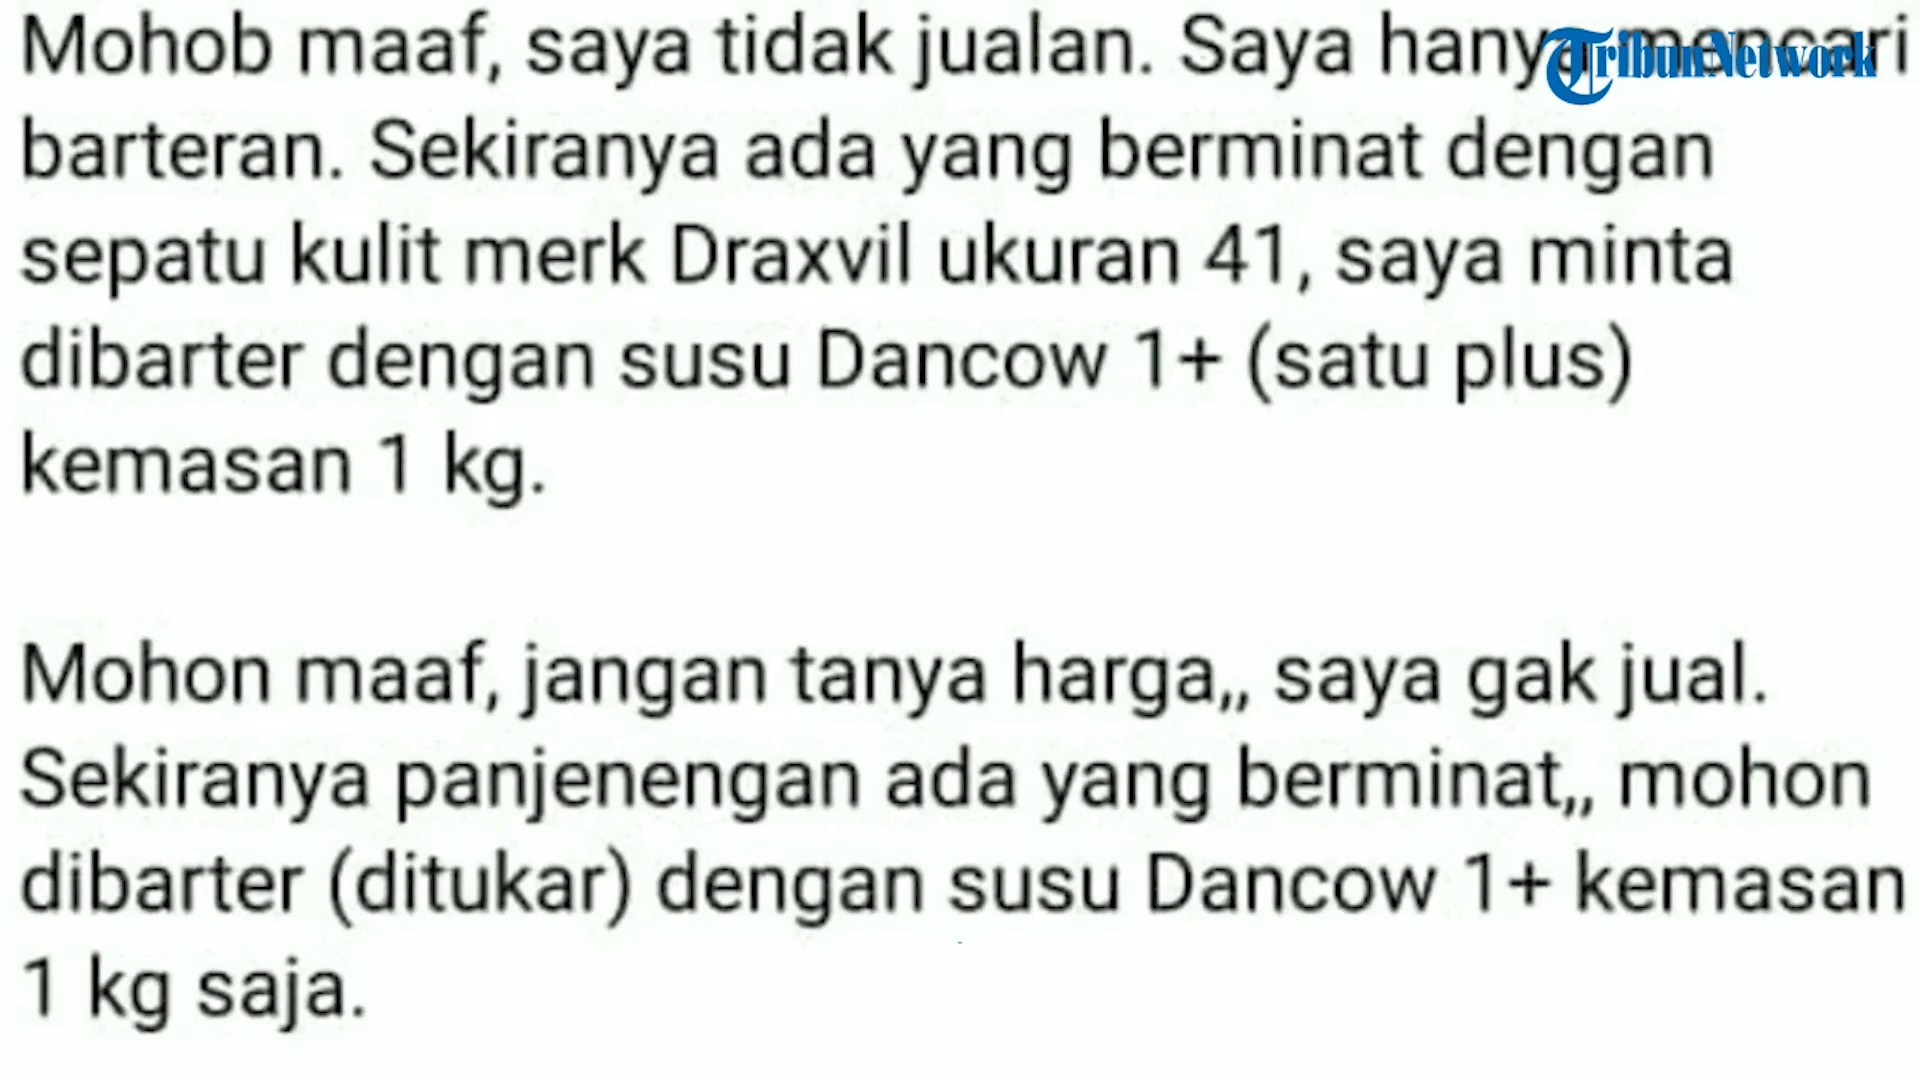 Mohob maaf, saya tidak jualan. Saya hanya mencari
TribunNetwork
barteran. Sekiranya ada yang berminat dengan
sepatu kulit merk Draxvil ukuran 41, saya minta
dibarter dengan susu Dancow 1+ (satu plus)
kemasan 1 kg.
Mohon maaf, jangan tanya harga,, saya gak jual.
Sekiranya panjenengan ada yang berminat,, mohon
dibarter (ditukar) dengan susu Dancow 1+ kemasan
1 kg saja.